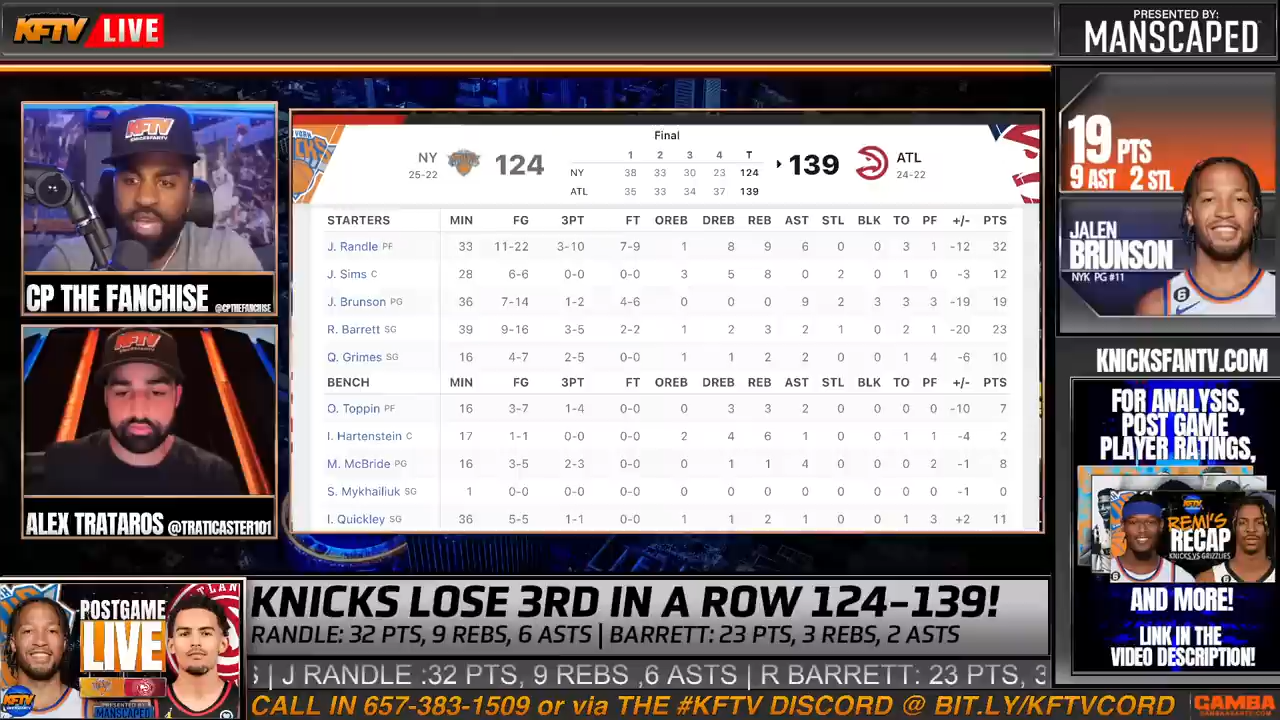 KFTV LIVE
PRESENTED BY:
MANSCAPED
KFTV
KNICKSFANTV
CP THE FANCHISE @CPTHEFANCHISE
KFTV
ALEX TRATAROS @TRATICASTER101
Final
NY 124 139 ATL
25-22 24-22
1 2 3 4 T
NY 38 33 30 23 124
ATL 35 33 34 37 139
STARTERS MIN FG 3PT FT OREB DREB REB AST STL BLK TO PF +/- PTS
J. Randle PF 33 11-22 3-10 7-9 1 8 9 6 0 0 3 1 -12 32
J. Sims C 28 6-6 0-0 0-0 3 5 8 0 2 0 1 0 -3 12
J. Brunson PG 36 7-14 1-2 4-6 0 0 0 9 2 3 3 3 -20 19
R. Barrett SG 39 9-16 3-5 2-2 1 2 3 2 1 0 2 1 -20 23
Q. Grimes SG 16 4-7 2-5 0-0 1 1 2 2 0 0 1 4 -6 10
BENCH MIN FG 3PT FT OREB DREB REB AST STL BLK TO PF +/- PTS
O. Toppin PF 16 3-7 1-4 0-0 0 3 3 2 0 0 0 0 -10 7
I. Hartenstein C 17 1-1 0-0 0-0 2 4 6 1 0 0 1 1 -4 2
M. McBride PG 16 3-5 2-3 0-0 0 1 1 4 0 0 0 2 -1 8
S. Mykhailiuk SG 1 0-0 0-0 0-0 0 0 0 0 0 0 0 0 -1 0
I. Quickley SG 36 5-5 1-1 0-0 1 1 2 1 0 0 1 3 +2 11
19 PTS
9 AST 2 STL
JALEN
BRUNSON
NYK PG #11
KNICKSFANTV.COM
FOR ANALYSIS,
POST GAME
PLAYER RATINGS,
REMI'S
RECAP
KNICKS VS GRIZZLIES
AND MORE!
LINK IN THE
VIDEO DESCRIPTION!
POSTGAME
LIVE
KFTV
PRESENTED BY
MANSCAPED
KNICKS LOSE 3RD IN A ROW 124-139!
RANDLE: 32 PTS, 9 REBS, 6 ASTS | BARRETT: 23 PTS, 3 REBS, 2 ASTS
| J RANDLE :32 PTS, 9 REBS ,6 ASTS | R BARRETT: 23 PTS, 3
CALL IN 657-383-1509 or via THE #KFTV DISCORD @ BIT.LY/KFTVCORD
GAMBA